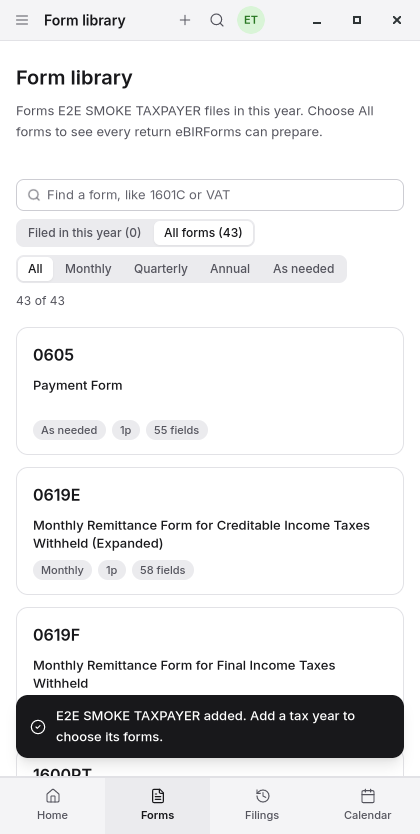 Form library
ET
Form library
Forms E2E SMOKE TAXPAYER files in this year. Choose All
forms to see every return eBIRForms can prepare.
Find a form, like 1601C or VAT
Filed in this year (0)
All forms (43)
All
Monthly
Quarterly
Annual
As needed
43 of 43
0605
Payment Form
As needed
1p
55 fields
0619E
Monthly Remittance Form for Creditable Income Taxes
Withheld (Expanded)
Monthly
1p
58 fields
0619F
Monthly Remittance Form for Final Income Taxes
Withheld
E2E SMOKE TAXPAYER added. Add a tax year to
choose its forms.
1600PT
Home
Forms
Filings
Calendar